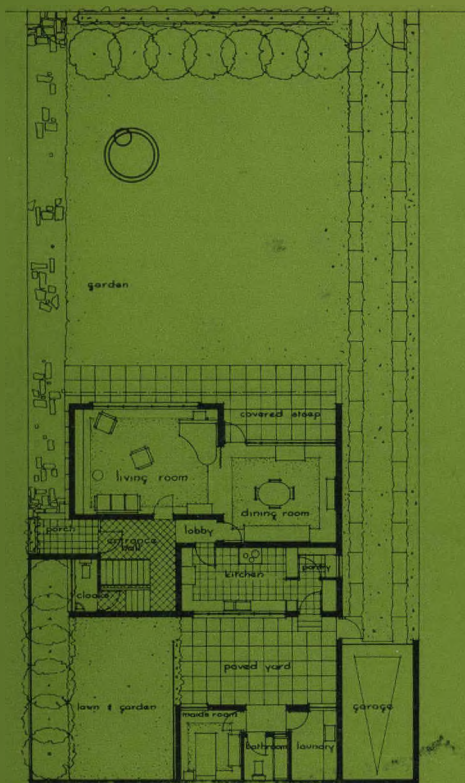 garden
covered stoep
living room
dining room
porch
entrance
hall
lobby
kitchen
pantry
cloaks
paved yard
lawn & garden
garage
maids room
bathroom
laundry